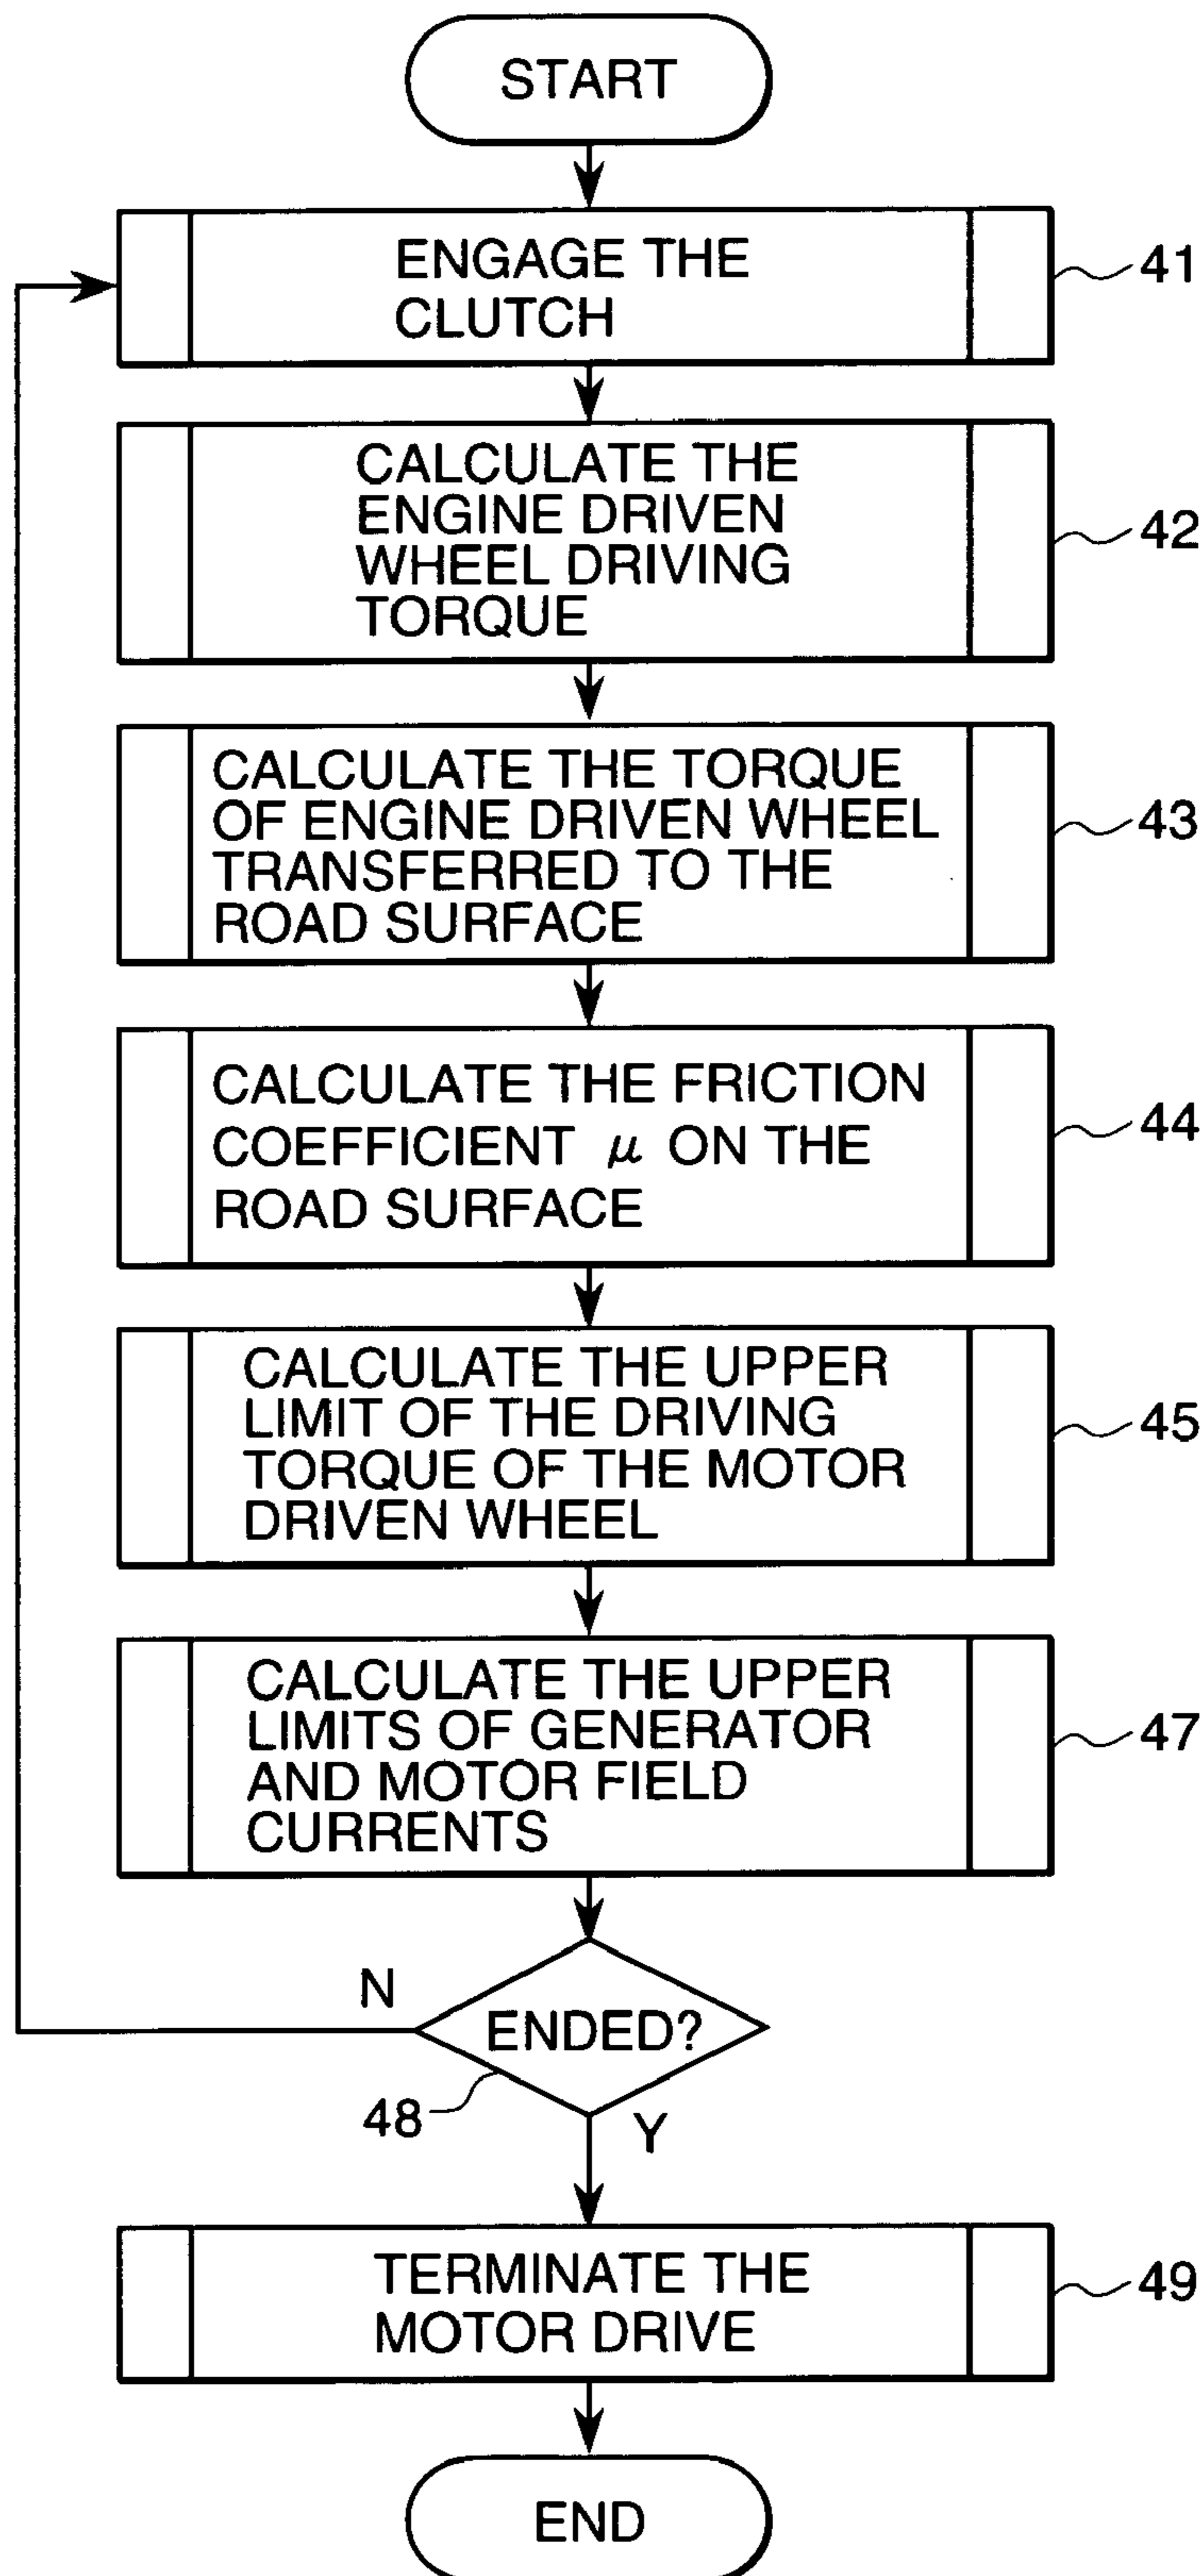 START
ENGAGE THE
CLUTCH
41
CALCULATE THE
ENGINE DRIVEN
WHEEL DRIVING
TORQUE
42
CALCULATE THE TORQUE
OF ENGINE DRIVEN WHEEL
TRANSFERRED TO THE
ROAD SURFACE
43
CALCULATE THE FRICTION
COEFFICIENT μ ON THE
ROAD SURFACE
44
CALCULATE THE UPPER
LIMIT OF THE DRIVING
TORQUE OF THE MOTOR
DRIVEN WHEEL
45
CALCULATE THE UPPER
LIMITS OF GENERATOR
AND MOTOR FIELD
CURRENTS
47
N
ENDED?
48
Y
TERMINATE THE
MOTOR DRIVE
49
END